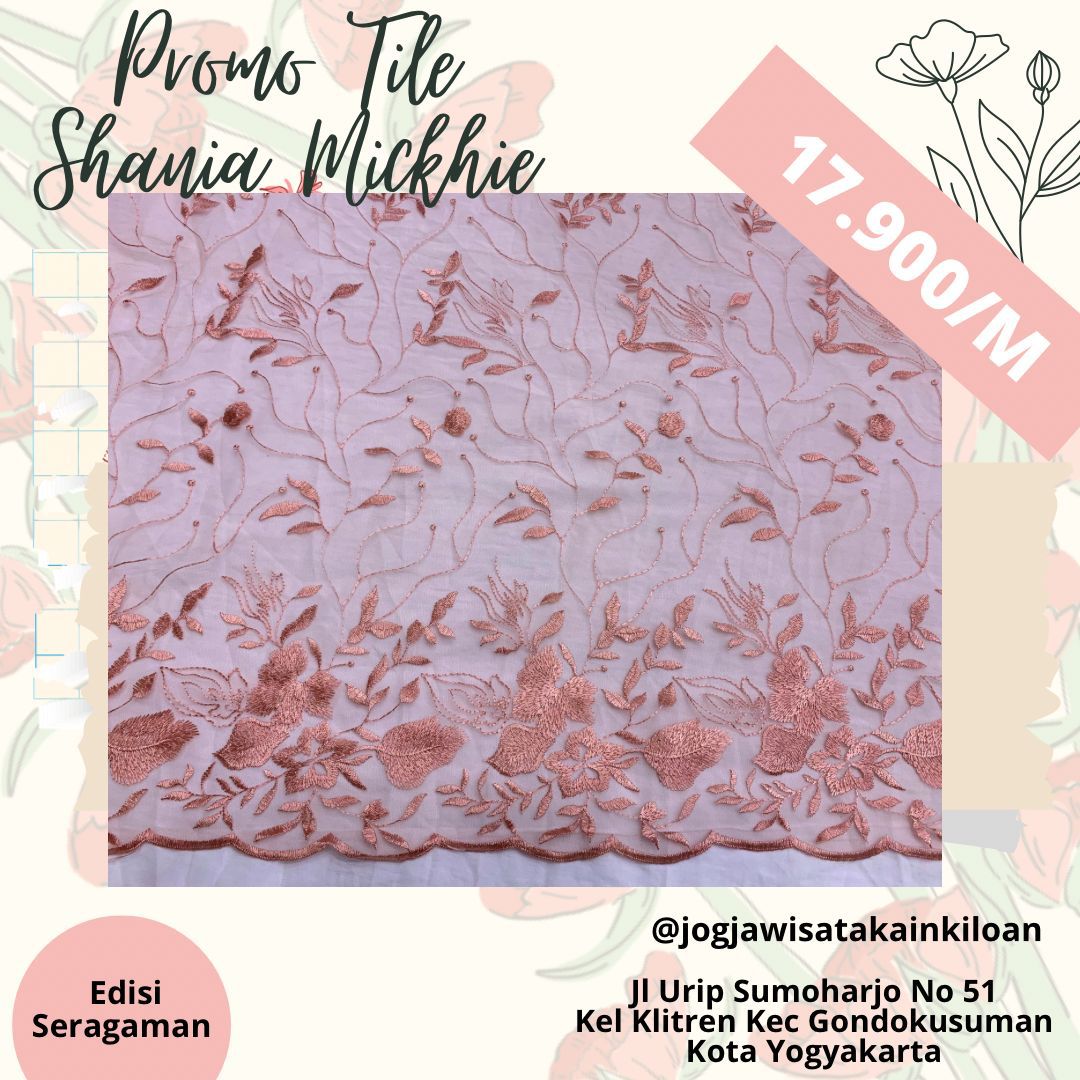 Promo Tile
Shania Mickhie
17.900/M
@jogjawisatakainkiloan
Edisi
Seragaman
Jl Urip Sumoharjo No 51
Kel Klitren Kec Gondokusuman
Kota Yogyakarta